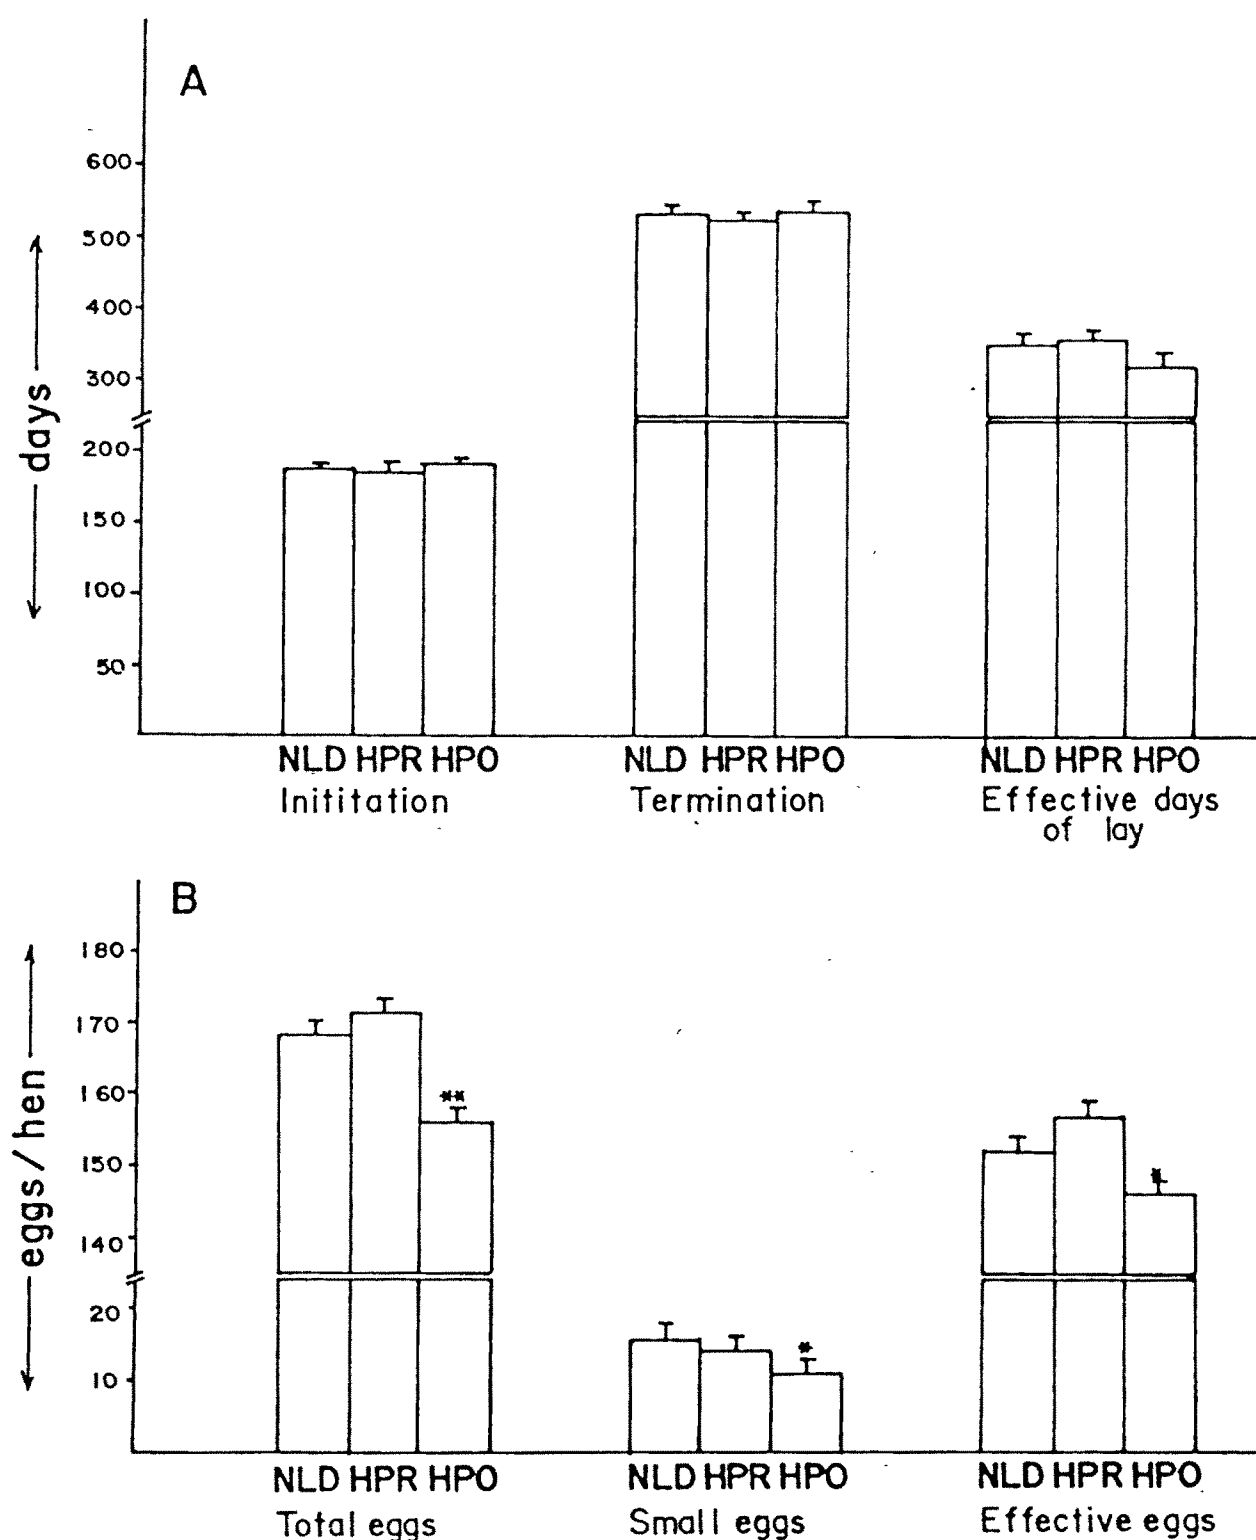 A
600
500
400
300
200
150
100
50
days
NLD HPR HPO NLD HPR HPO NLD HPR HPO
Inititation Termination Effective days
of lay
B
180
170
160
150
140
20
10
eggs/hen
**
*
*
NLD HPR HPO NLD HPR HPO NLD HPR HPO
Total eggs Small eggs Effective eggs